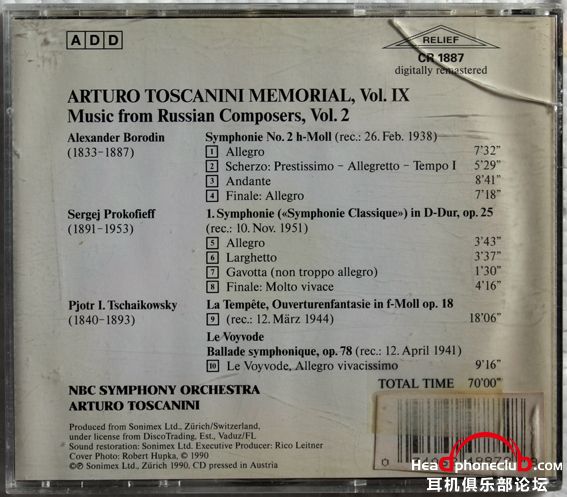 A D D
RELIEF
CR 1887
digitally remastered
ARTURO TOSCANINI MEMORIAL, Vol. IX
Music from Russian Composers, Vol. 2
Alexander Borodin
(1833-1887)
Symphonie No. 2 h-Moll (rec.: 26. Feb. 1938)
1 Allegro 7'32"
2 Scherzo: Prestissimo – Allegretto – Tempo I 5'29"
3 Andante 8'41"
4 Finale: Allegro 7'18"
Sergej Prokofieff
(1891-1953)
1. Symphonie («Symphonie Classique») in D-Dur, op. 25
(rec.: 10. Nov. 1951)
5 Allegro 3'43"
6 Larghetto 3'37"
7 Gavotta (non troppo allegro) 1'30"
8 Finale: Molto vivace 4'16"
Pjotr I. Tschaikowsky
(1840-1893)
La Tempête, Ouverturenfantasie in f-Moll op. 18
9 (rec.: 12. März 1944) 18'06"
Le Voyvode
Ballade symphonique, op. 78 (rec.: 12. April 1941)
10 Le Voyvode, Allegro vivacissimo 9'16"
TOTAL TIME 70'00"
NBC SYMPHONY ORCHESTRA
ARTURO TOSCANINI
Produced from Sonimex Ltd., Zürich/Switzerland,
under license from DiscoTrading, Est., Vaduz/FL
Sound restoration: Sonimex Ltd. Executive Producer: Rico Leitner
Cover Photo: Robert Hupka, © 1990
©℗ Sonimex Ltd., Zürich 1990, CD pressed in Austria
Headphoneclub.com
耳机俱乐部论坛